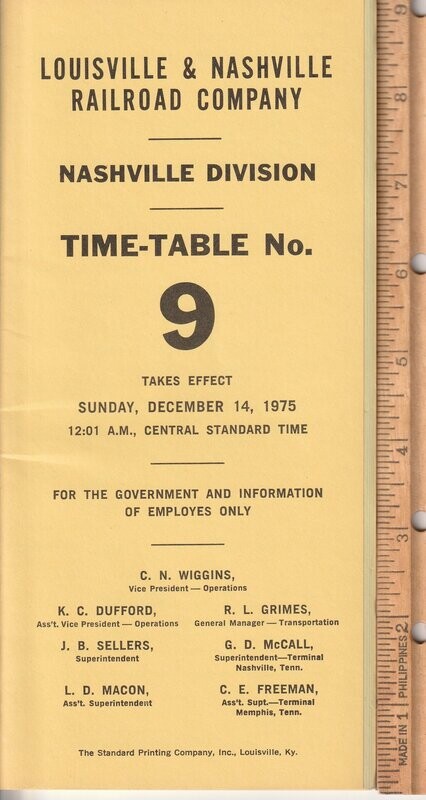 LOUISVILLE & NASHVILLE
RAILROAD COMPANY
NASHVILLE DIVISION
TIME-TABLE No.
9
TAKES EFFECT
SUNDAY, DECEMBER 14, 1975
12:01 A.M., CENTRAL STANDARD TIME
FOR THE GOVERNMENT AND INFORMATION
OF EMPLOYES ONLY
C. N. WIGGINS,
Vice President — Operations
K. C. DUFFORD,
Ass't. Vice President — Operations
R. L. GRIMES,
General Manager — Transportation
J. B. SELLERS,
Superintendent
G. D. McCALL,
Superintendent—Terminal
Nashville, Tenn.
L. D. MACON,
Ass't. Superintendent
C. E. FREEMAN,
Ass't. Supt.—Terminal
Memphis, Tenn.
The Standard Printing Company, Inc., Louisville, Ky.
9
8
7
5
4
3
2
1
MADE IN PHILIPPINES